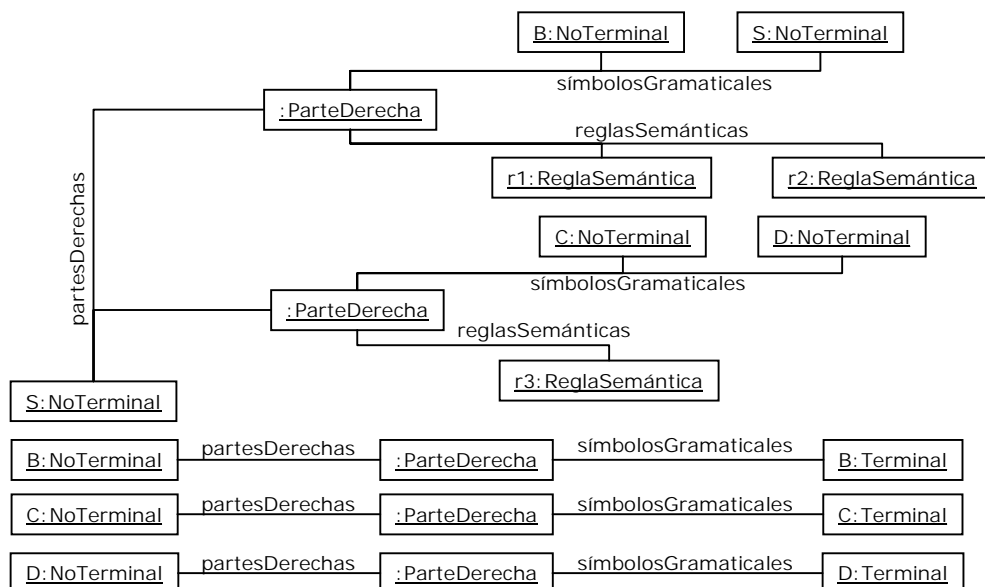 B:NoTerminal S:NoTerminal
símbolosGramaticales
:ParteDerecha
reglasSemánticas
r1:ReglaSemántica r2:ReglaSemántica
partesDerechas
C:NoTerminal D:NoTerminal
símbolosGramaticales
:ParteDerecha
reglasSemánticas
r3:ReglaSemántica
S:NoTerminal
B:NoTerminal partesDerechas :ParteDerecha símbolosGramaticales B:Terminal
C:NoTerminal partesDerechas :ParteDerecha símbolosGramaticales C:Terminal
D:NoTerminal partesDerechas :ParteDerecha símbolosGramaticales D:Terminal